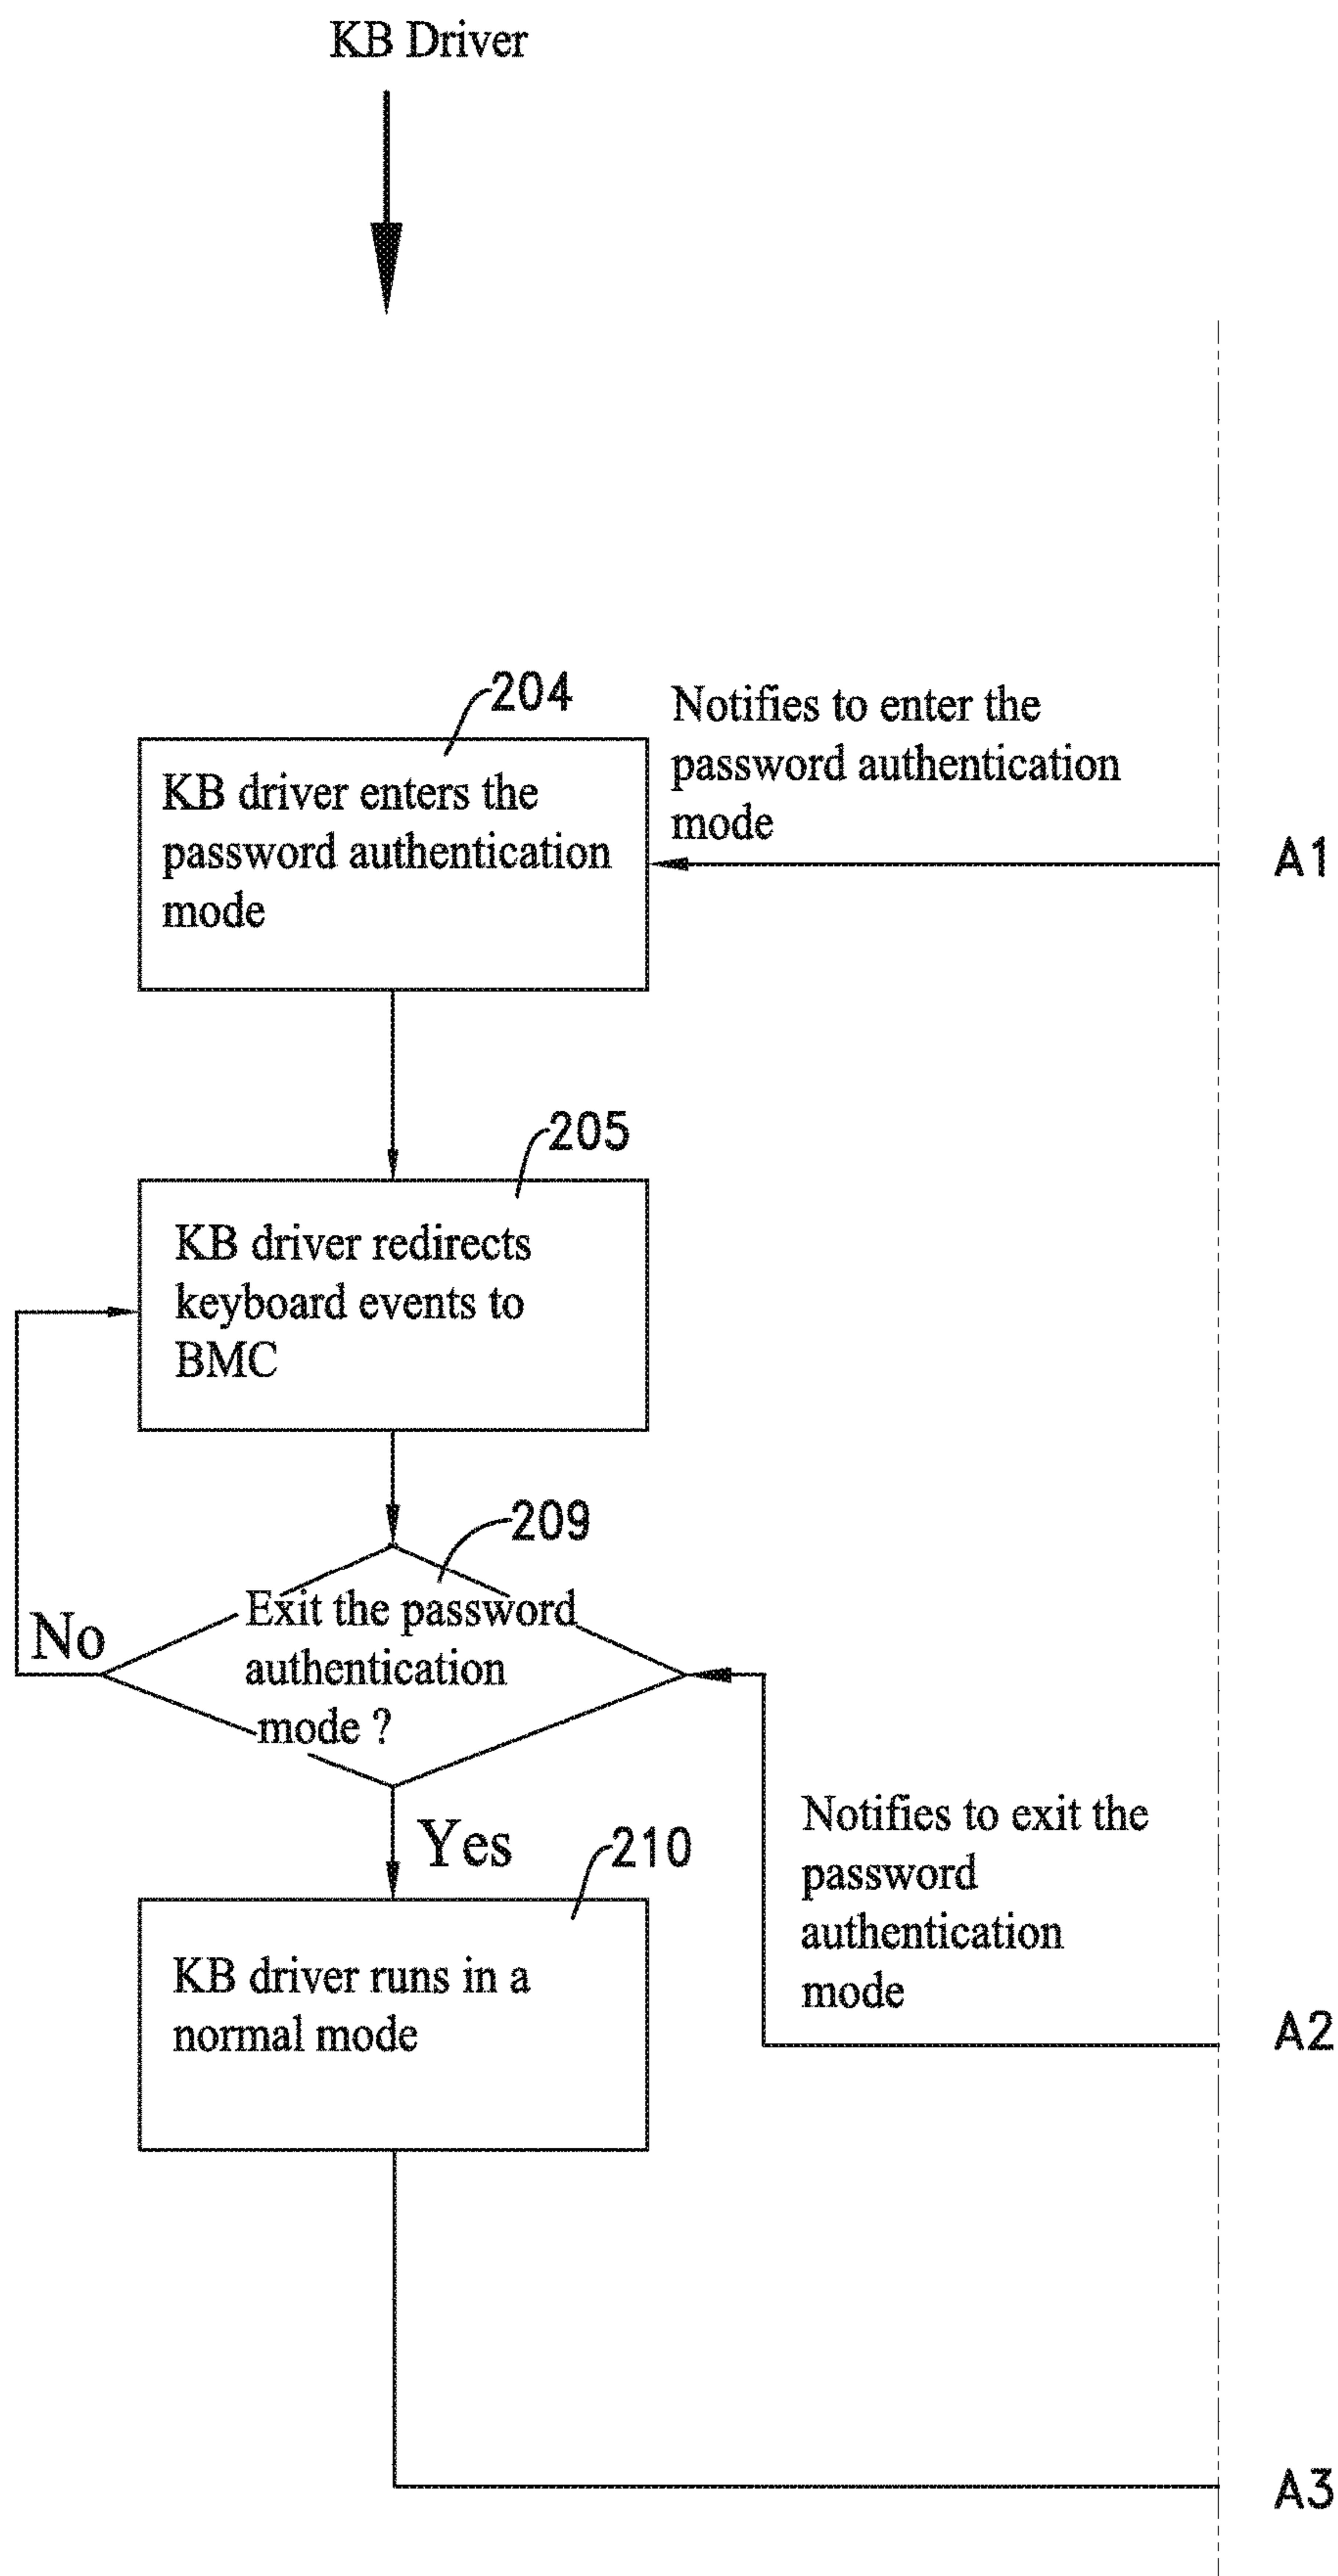 KB Driver
204
Notifies to enter the
password authentication
mode
A1
KB driver enters the
password authentication
mode
205
KB driver redirects
keyboard events to
BMC
209
Exit the password
authentication
mode ?
No
Yes
Notifies to exit the
password
authentication
mode
A2
210
KB driver runs in a
normal mode
A3